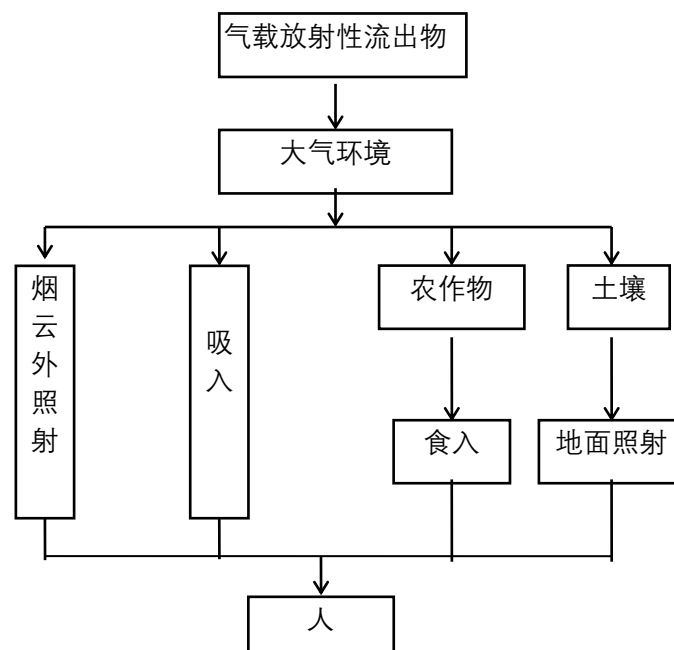 气载放射性流出物
大气环境
烟云外照射
吸入
农作物
土壤
食入
地面照射
人